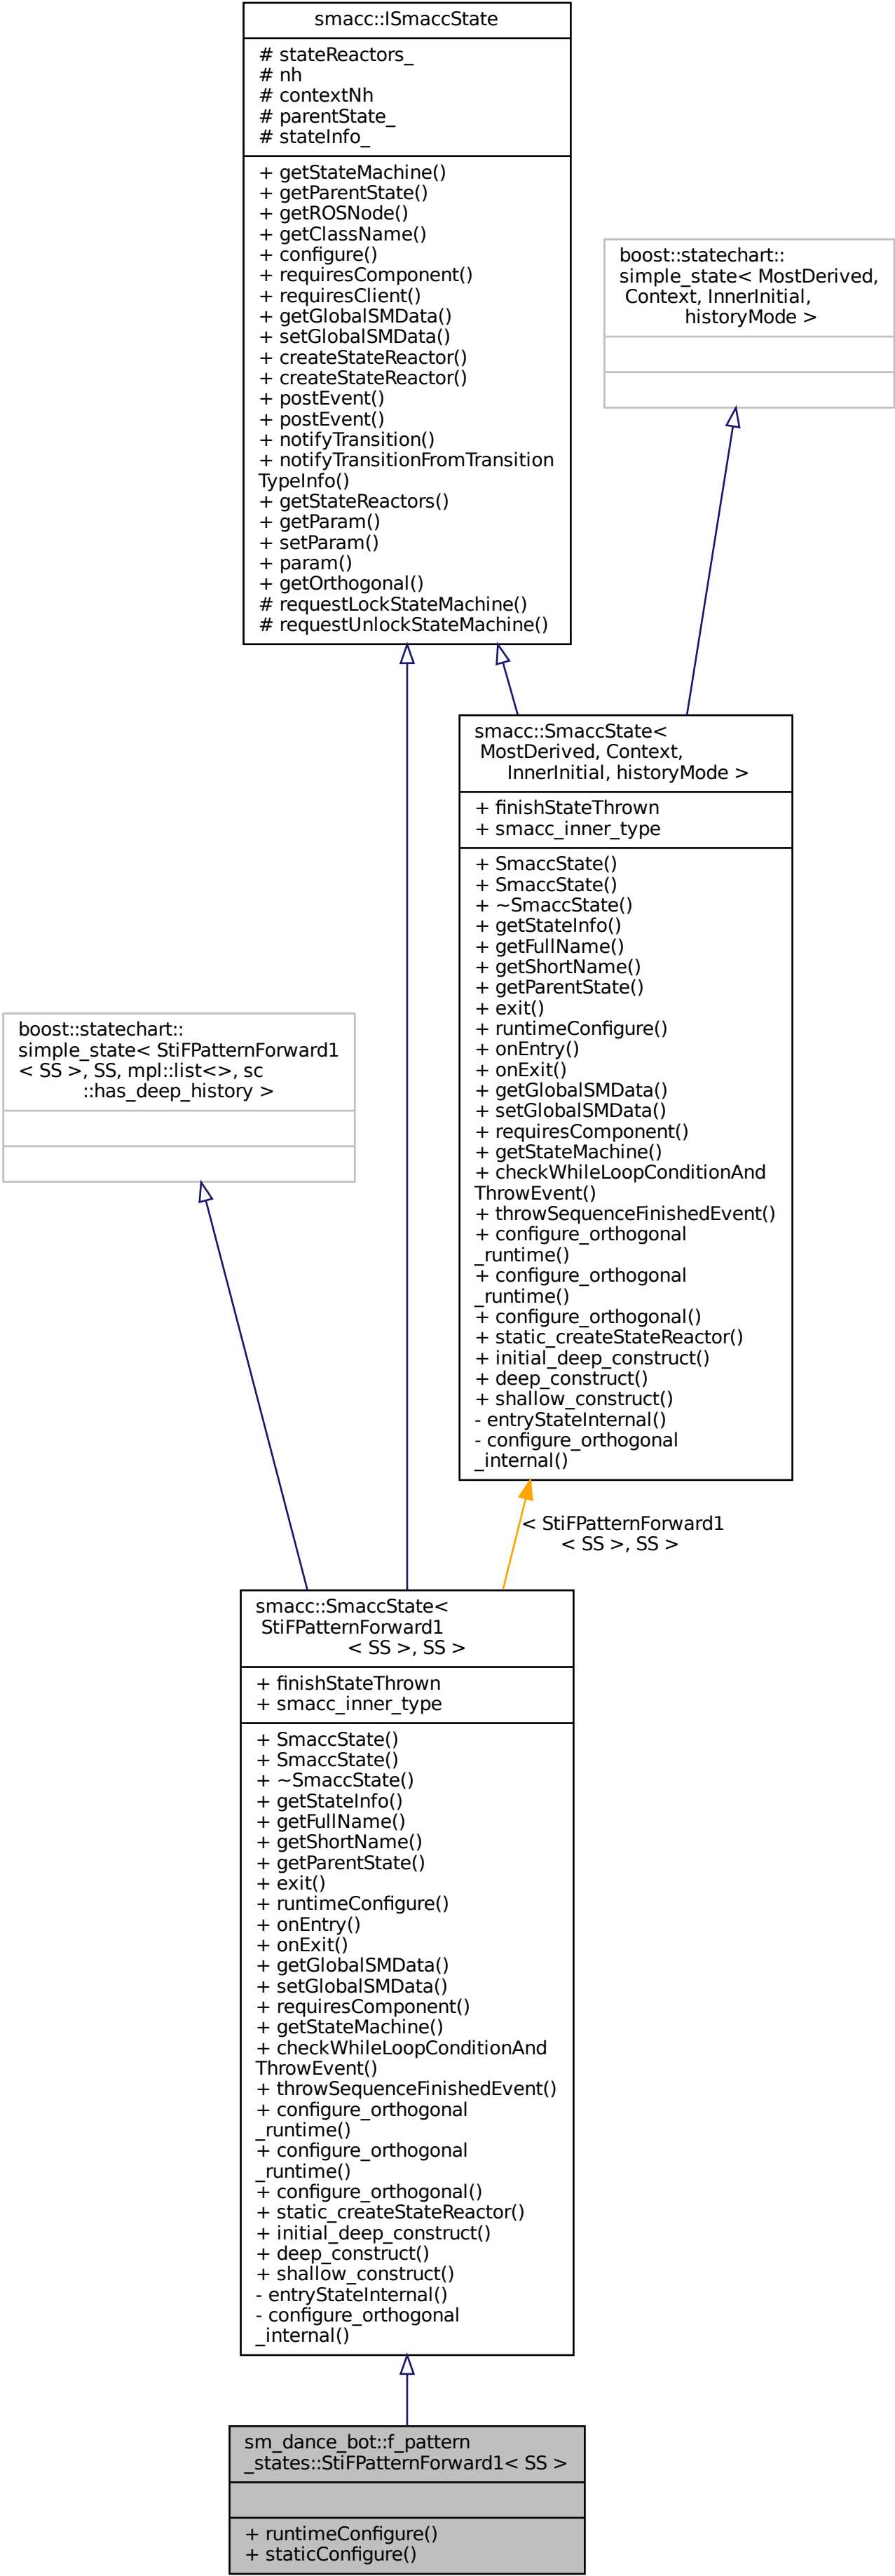 smacc::ISmaccState
# stateReactors_
# nh
# contextNh
# parentState_
# stateInfo_
+ getStateMachine()
+ getParentState()
+ getROSNode()
+ getClassName()
+ configure()
+ requiresComponent()
+ requiresClient()
+ getGlobalSMData()
+ setGlobalSMData()
+ createStateReactor()
+ createStateReactor()
+ postEvent()
+ postEvent()
+ notifyTransition()
+ notifyTransitionFromTransition
TypeInfo()
+ getStateReactors()
+ getParam()
+ setParam()
+ param()
+ getOrthogonal()
# requestLockStateMachine()
# requestUnlockStateMachine()
boost::statechart::
simple_state< MostDerived,
Context, InnerInitial,
historyMode >
smacc::SmaccState<
MostDerived, Context,
InnerInitial, historyMode >
+ finishStateThrown
+ smacc_inner_type
+ SmaccState()
+ SmaccState()
+ ~SmaccState()
+ getStateInfo()
+ getFullName()
+ getShortName()
+ getParentState()
+ exit()
+ runtimeConfigure()
+ onEntry()
+ onExit()
+ getGlobalSMData()
+ setGlobalSMData()
+ requiresComponent()
+ getStateMachine()
+ checkWhileLoopConditionAnd
ThrowEvent()
+ throwSequenceFinishedEvent()
+ configure_orthogonal
_runtime()
+ configure_orthogonal
_runtime()
+ configure_orthogonal()
+ static_createStateReactor()
+ initial_deep_construct()
+ deep_construct()
+ shallow_construct()
- entryStateInternal()
- configure_orthogonal
_internal()
boost::statechart::
simple_state< StiFPatternForward1
< SS >, SS, mpl::list<>, sc
::has_deep_history >
< StiFPatternForward1
< SS >, SS >
smacc::SmaccState<
StiFPatternForward1
< SS >, SS >
+ finishStateThrown
+ smacc_inner_type
+ SmaccState()
+ SmaccState()
+ ~SmaccState()
+ getStateInfo()
+ getFullName()
+ getShortName()
+ getParentState()
+ exit()
+ runtimeConfigure()
+ onEntry()
+ onExit()
+ getGlobalSMData()
+ setGlobalSMData()
+ requiresComponent()
+ getStateMachine()
+ checkWhileLoopConditionAnd
ThrowEvent()
+ throwSequenceFinishedEvent()
+ configure_orthogonal
_runtime()
+ configure_orthogonal
_runtime()
+ configure_orthogonal()
+ static_createStateReactor()
+ initial_deep_construct()
+ deep_construct()
+ shallow_construct()
- entryStateInternal()
- configure_orthogonal
_internal()
sm_dance_bot::f_pattern
_states::StiFPatternForward1< SS >
+ runtimeConfigure()
+ staticConfigure()